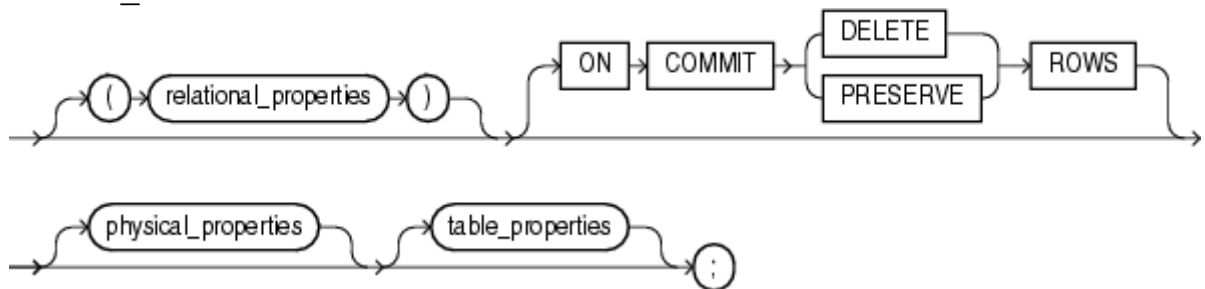 DELETE
ON COMMIT ROWS
PRESERVE
( relational_properties )
physical_properties table_properties
;